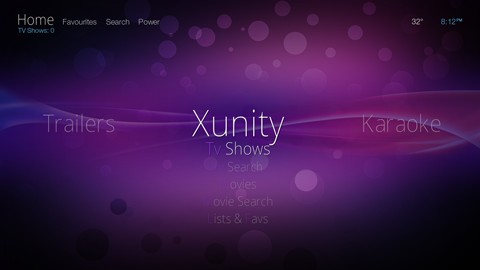 Home Favourites Search Power
TV Shows: 0
32° 8:12PM
Trailers Xunity Karaoke
Tv Shows
Search
ovies
ovie Search
ists & avs